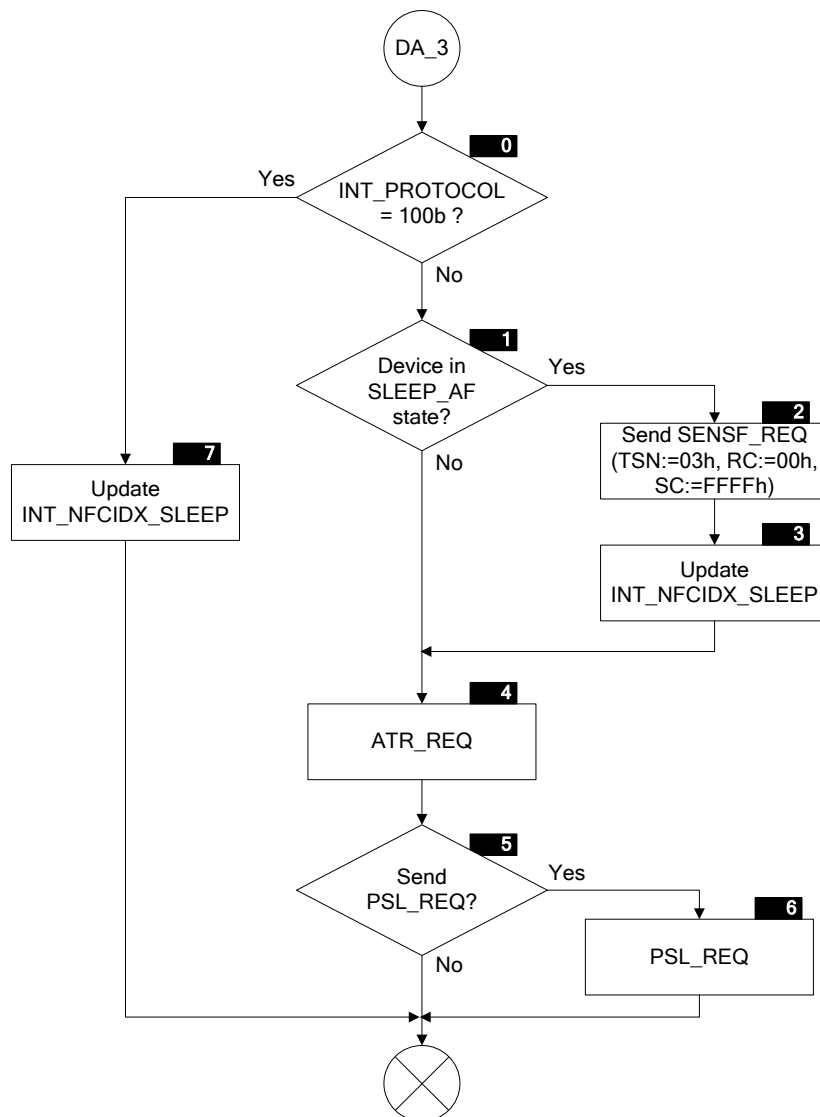 DA_3
0
Yes
INT_PROTOCOL
= 100b ?
No
1
Device in
SLEEP_AF
state?
Yes
No
2
Send SENSF_REQ
(TSN:=03h, RC:=00h,
SC:=FFFFh)
7
Update
INT_NFCIDX_SLEEP
3
Update
INT_NFCIDX_SLEEP
4
ATR_REQ
5
Send
PSL_REQ?
Yes
No
6
PSL_REQ